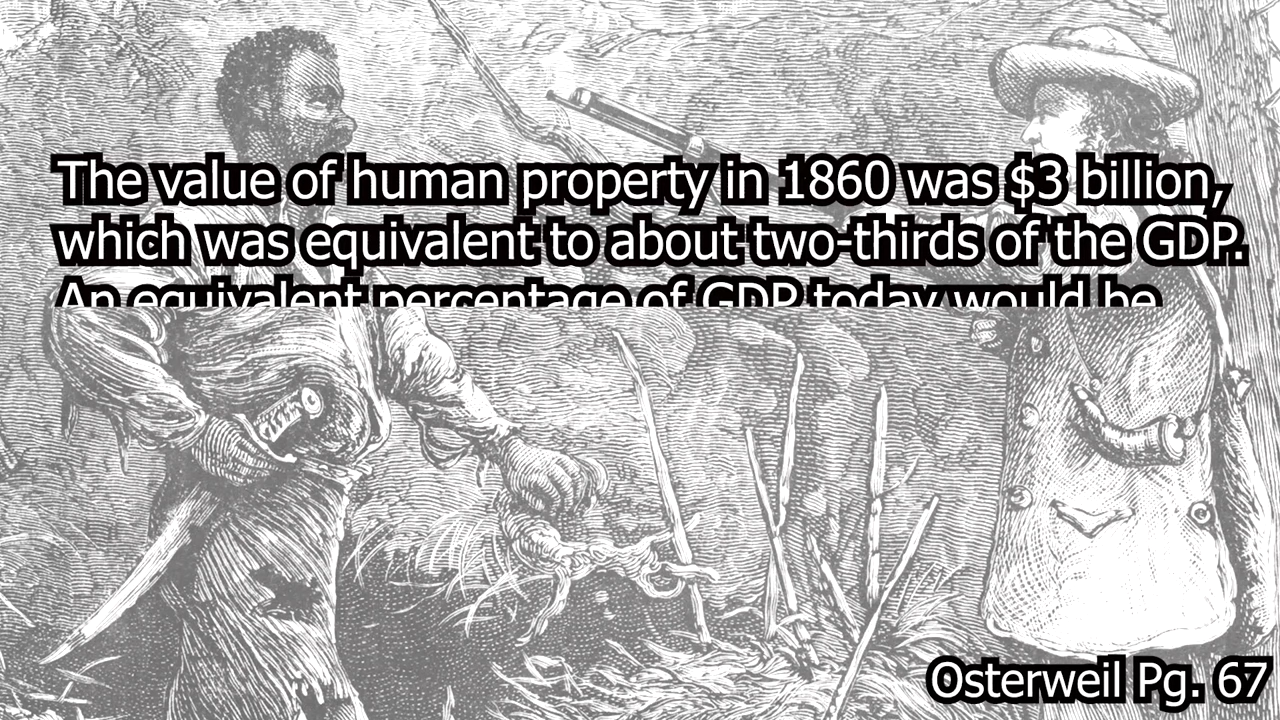 The value of human property in 1860 was $3 billion,
which was equivalent to about two-thirds of the GDP.
An equivalent percentage of GDP today would be
Osterweil Pg. 67